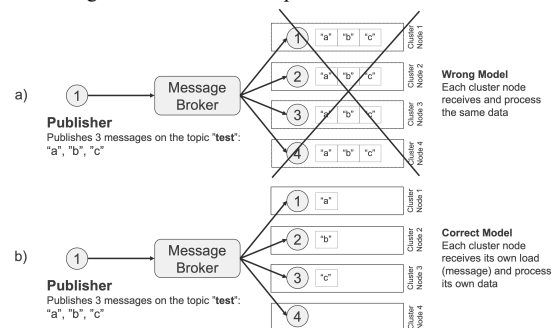 a)
1
Publisher
Publishes 3 messages on the topic "test":
"a", "b", "c"
Message
Broker
1 "a" "b" "c"
Cluster
Node 1
2 "a" "b" "c"
Cluster
Node 2
3 "a" "b" "c"
Cluster
Node 3
4 "a" "b" "c"
Cluster
Node 4
Wrong Model
Each cluster node
receives and process
the same data
b)
1
Publisher
Publishes 3 messages on the topic "test":
"a", "b", "c"
Message
Broker
1 "a"
Cluster
Node 1
2 "b"
Cluster
Node 2
3 "c"
Cluster
Node 3
4
Cluster
Node 4
Correct Model
Each cluster node
receives its own load
(message) and process
its own data